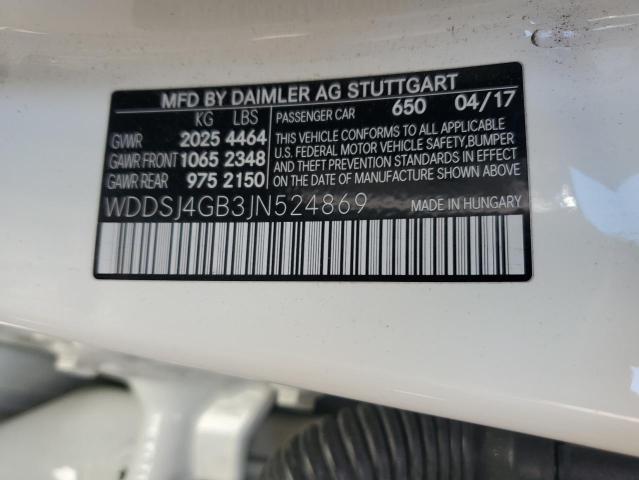 MFD BY DAIMLER AG STUTTGART
KG LBS
GVWR 2025 4464
GAWR FRONT 1065 2348
GAWR REAR 975 2150
PASSENGER CAR 650 04/17
THIS VEHICLE CONFORMS TO ALL APPLICABLE
U.S. FEDERAL MOTOR VEHICLE SAFETY,BUMPER
AND THEFT PREVENTION STANDARDS IN EFFECT
ON THE DATE OF MANUFACTURE SHOWN ABOVE
WDDSJ4GB3JN524869
MADE IN HUNGARY